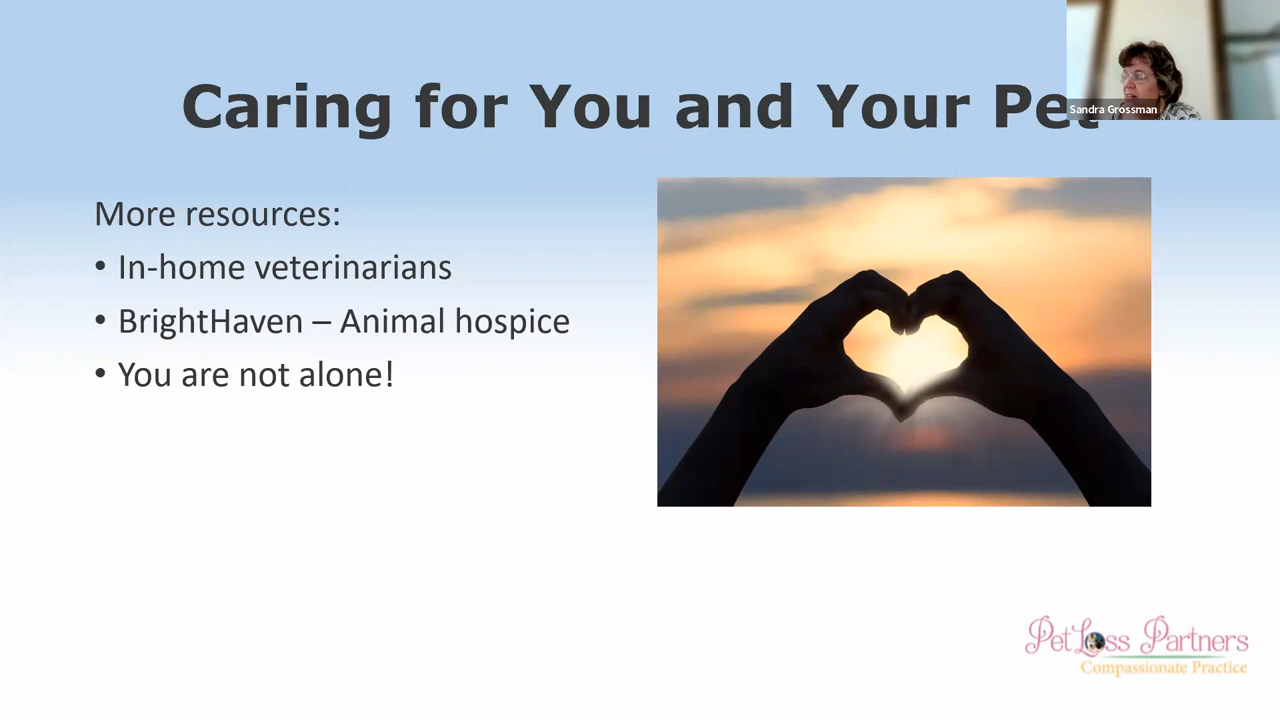 Caring for You and Your Pet
Sandra Grossman
More resources:
• In-home veterinarians
• BrightHaven – Animal hospice
• You are not alone!
Pet Loss Partners
Compassionate Practice